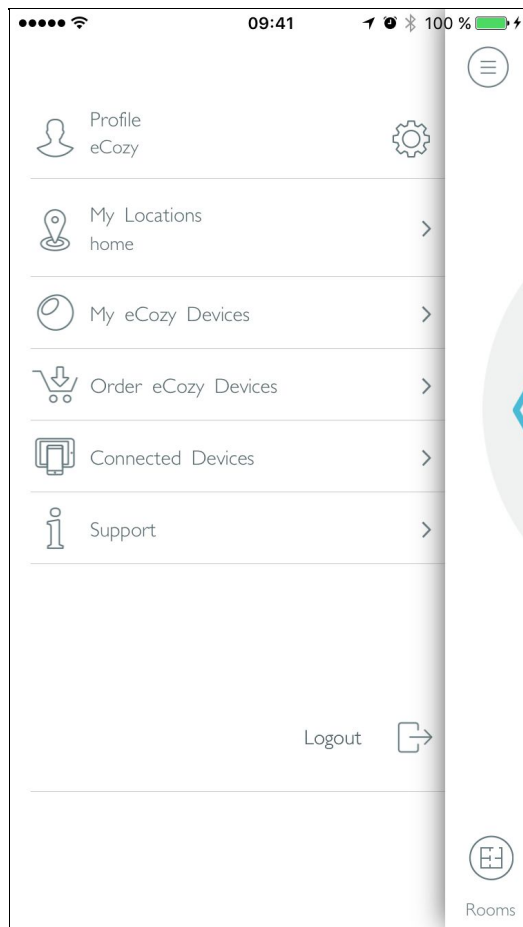 09:41
100 %
Profile
eCozy
My Locations
home
My eCozy Devices
Order eCozy Devices
Connected Devices
Support
Logout
Rooms